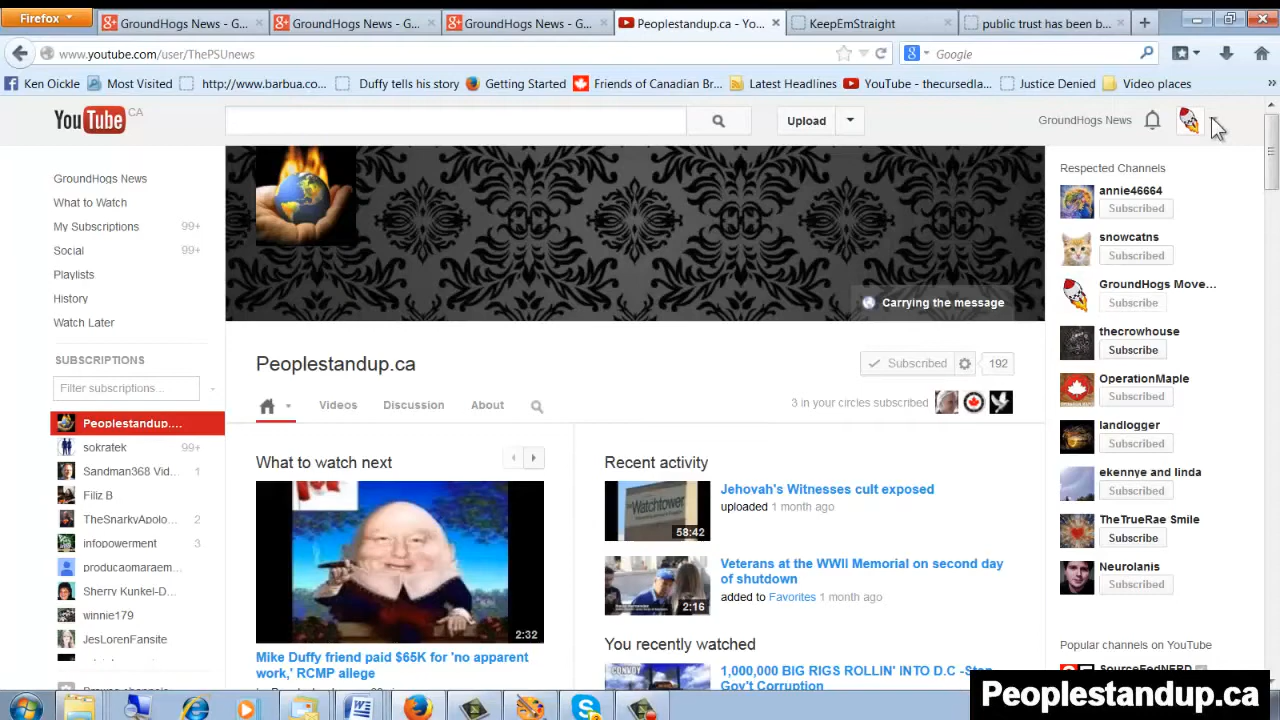 Firefox
GroundHogs News - G...
GroundHogs News - G...
GroundHogs News - G...
Peoplestandup.ca - Yo...
KeepEmStraight
public trust has been b...
www.youtube.com/user/ThePSUnews
Google
Ken Oickle
Most Visited
http://www.barbua.co...
Duffy tells his story
Getting Started
Friends of Canadian Br...
Latest Headlines
YouTube - thecursedla...
Justice Denied
Video places
YouTube CA
Upload
GroundHogs News
GroundHogs News
What to Watch
My Subscriptions 99+
Social 99+
Playlists
History
Watch Later
SUBSCRIPTIONS
Filter subscriptions...
Peoplestandup....
sokratek 99+
Sandman368 Vid... 1
Filiz B
TheSnarkyApolo... 2
infopowerment 3
producaomaraem...
Sherry Kunkel-D...
winnie179
JesLorenFansite
Carrying the message
Peoplestandup.ca
Subscribed 192
Videos
Discussion
About
3 in your circles subscribed
What to watch next
2:32
Mike Duffy friend paid $65K for 'no apparent
work,' RCMP allege
Recent activity
Watchtower
58:42
Jehovah's Witnesses cult exposed
uploaded 1 month ago
2:16
Veterans at the WWII Memorial on second day
of shutdown
added to Favorites 1 month ago
You recently watched
CONVOY
1,000,000 BIG RIGS ROLLIN' INTO D.C -Stop
Gov't Corruption
Respected Channels
annie46664
Subscribed
snowcatns
Subscribed
GroundHogs Move...
Subscribe
thecrowhouse
Subscribe
OperationMaple
Subscribed
landlogger
Subscribed
ekennye and linda
Subscribed
TheTrueRae Smile
Subscribe
Neurolanis
Subscribed
Popular channels on YouTube
SourceFedNERD
Peoplestandup.ca